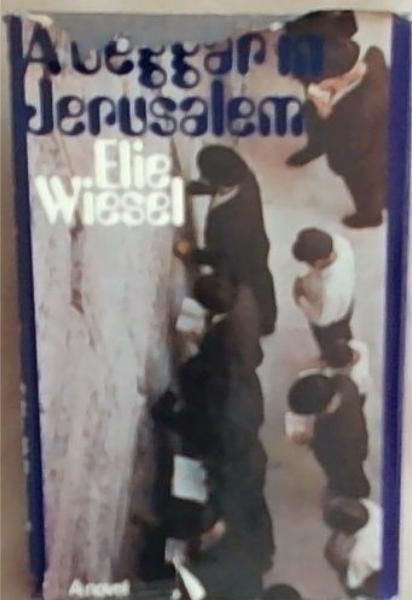 A Beggar in
Jerusalem
Elie
Wiesel
A novel